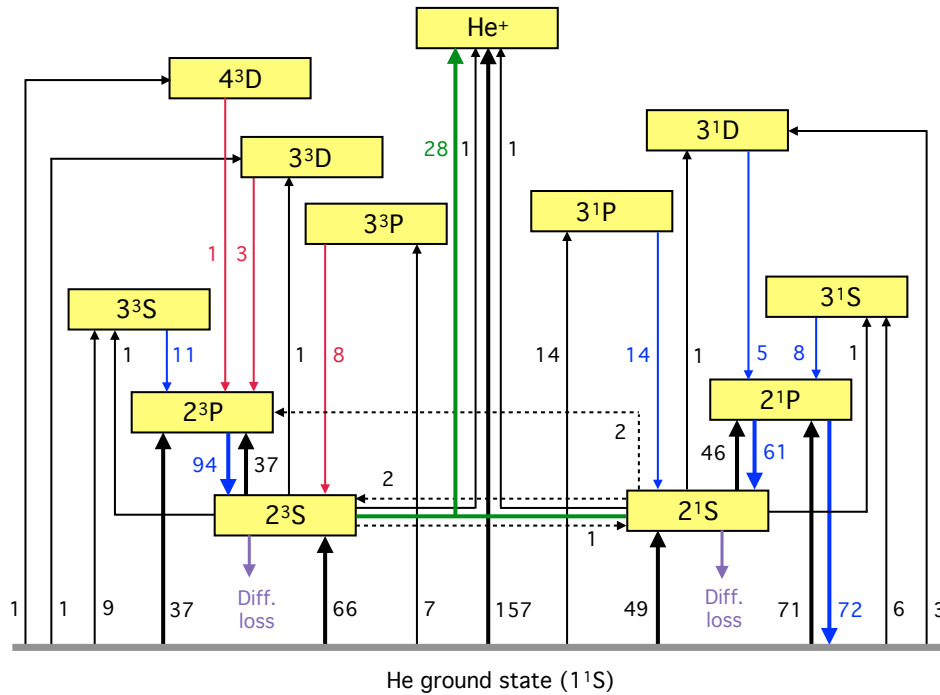 He⁺
4³D
3¹D
28
1
1
3³D
3³P
3¹P
1
3
3³S
3¹S
1
11
1
8
14
14
1
5
8
1
2³P
2¹P
2
94
37
46
61
2
2³S
2¹S
1
Diff.
loss
Diff.
loss
1
1
9
37
66
7
157
49
71
72
6
3
He ground state (1¹S)